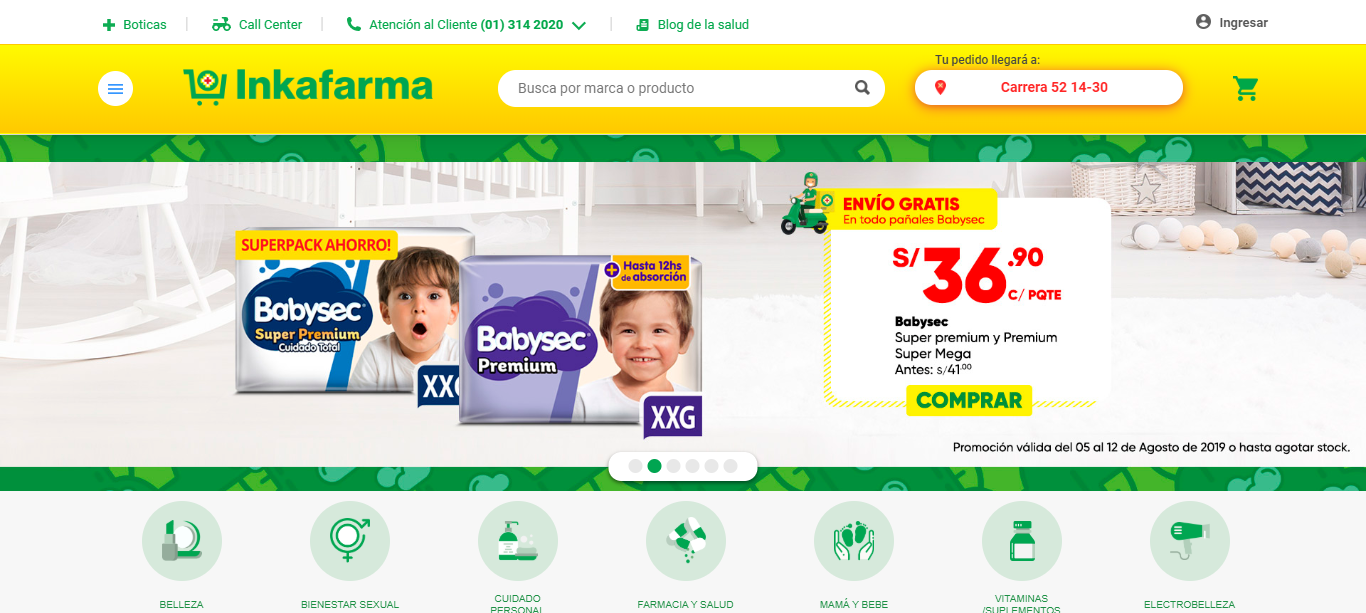 Boticas
Call Center
Atención al Cliente (01) 314 2020
Blog de la salud
Ingresar
Inkafarma
Busca por marca o producto
Tu pedido llegará a:
Carrera 52 14-30
SUPERPACK AHORRO!
Babysec
Super Premium
Cuidado Total
XXG
Hasta 12hs
de absorción
Babysec
Premium
XXG
ENVÍO GRATIS
En todo pañales Babysec
S/36.90
C/ PQTE
Babysec
Super premium y Premium
Super Mega
Antes: s/41.00
COMPRAR
Promoción válida del 05 al 12 de Agosto de 2019 o hasta agotar stock.
BELLEZA
BIENESTAR SEXUAL
CUIDADO
PERSONAL
FARMACIA Y SALUD
MAMÁ Y BEBE
VITAMINAS
/SUPLEMENTOS
ELECTROBELLEZA